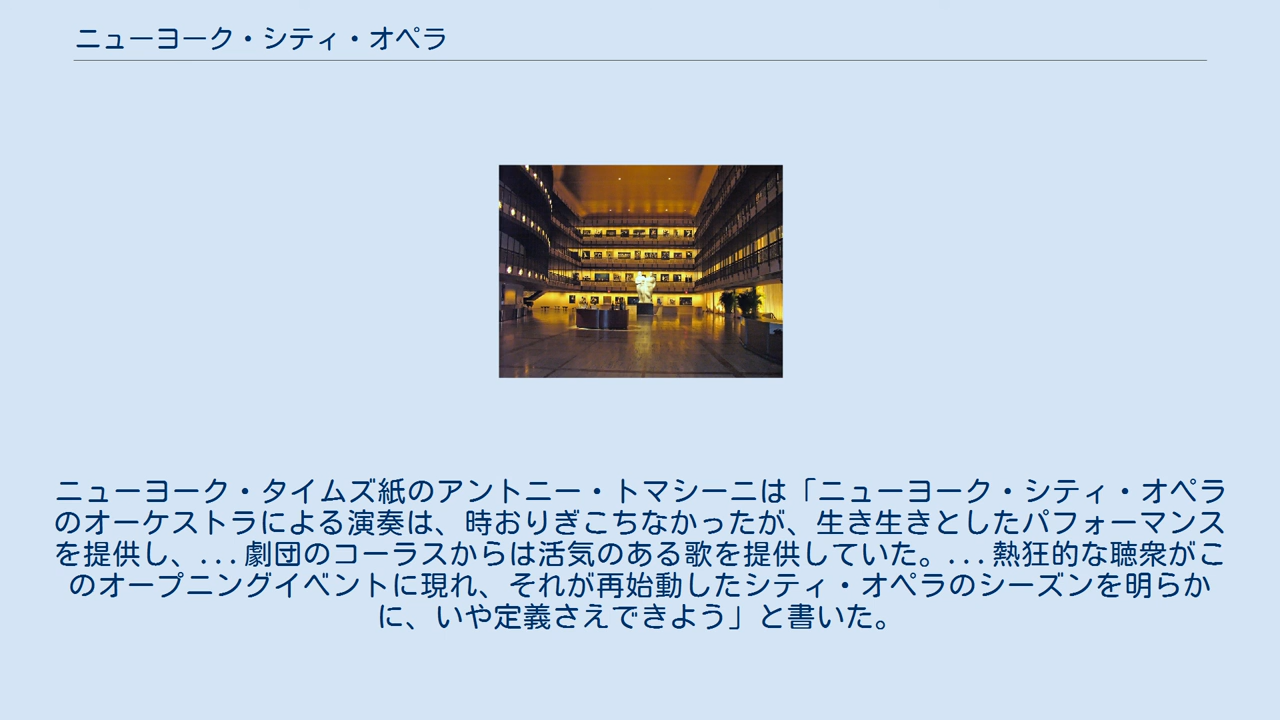 ニューヨーク・シティ・オペラ
ニューヨーク・タイムズ紙のアントニー・トマシーニは「ニューヨーク・シティ・オペラ
のオーケストラによる演奏は、時おりぎこちなかったが、生き生きとしたパフォーマンス
を提供し、...劇団のコーラスからは活気のある歌を提供していた。...熱狂的な聴衆がこ
のオープニングイベントに現れ、それが再始動したシティ・オペラのシーズンを明らか
に、いや定義さえできよう」と書いた。